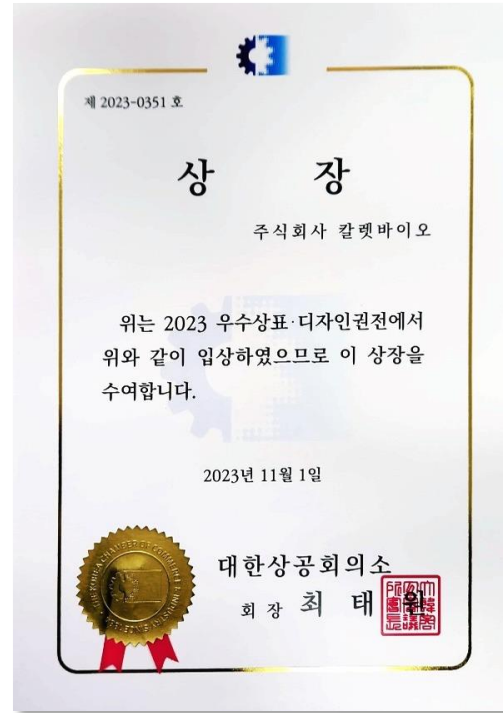 제 2023-0351 호
상 장
주식회사 칼렛바이오
위는 2023 우수상표·디자인권전에서
위와 같이 입상하였으므로 이 상장을
수여합니다.
2023년 11월 1일
대한상공회의소
회 장 최 태 원